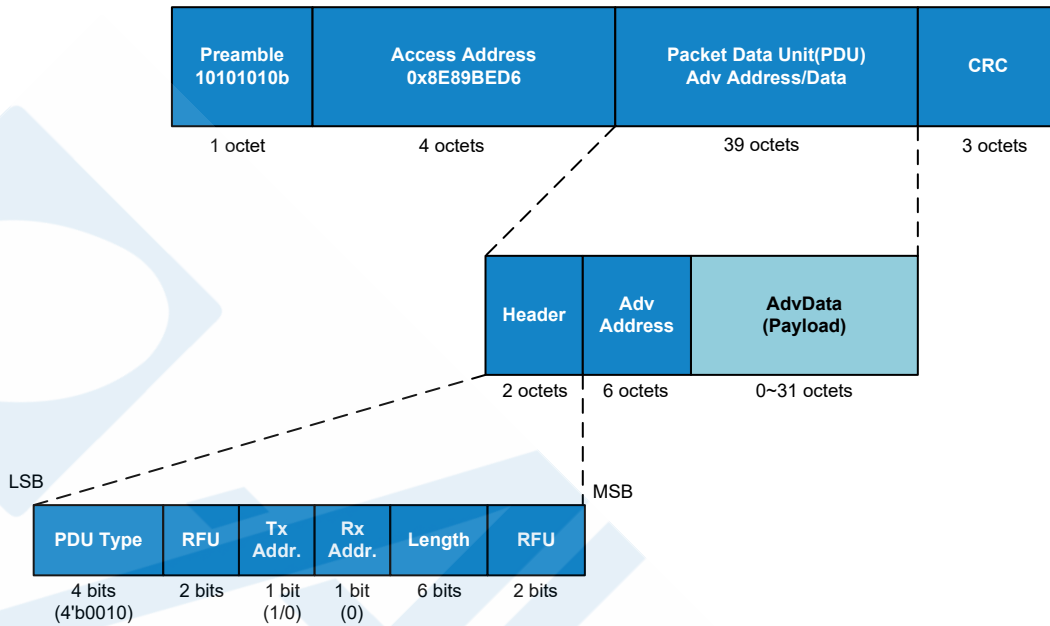 Preamble
10101010b
Access Address
0x8E89BED6
Packet Data Unit(PDU)
Adv Address/Data
CRC
1 octet
4 octets
39 octets
3 octets
Header
Adv
Address
AdvData
(Payload)
2 octets
6 octets
0~31 octets
LSB
MSB
PDU Type
RFU
Tx
Addr.
Rx
Addr.
Length
RFU
4 bits
(4'b0010)
2 bits
1 bit
(1/0)
1 bit
(0)
6 bits
2 bits